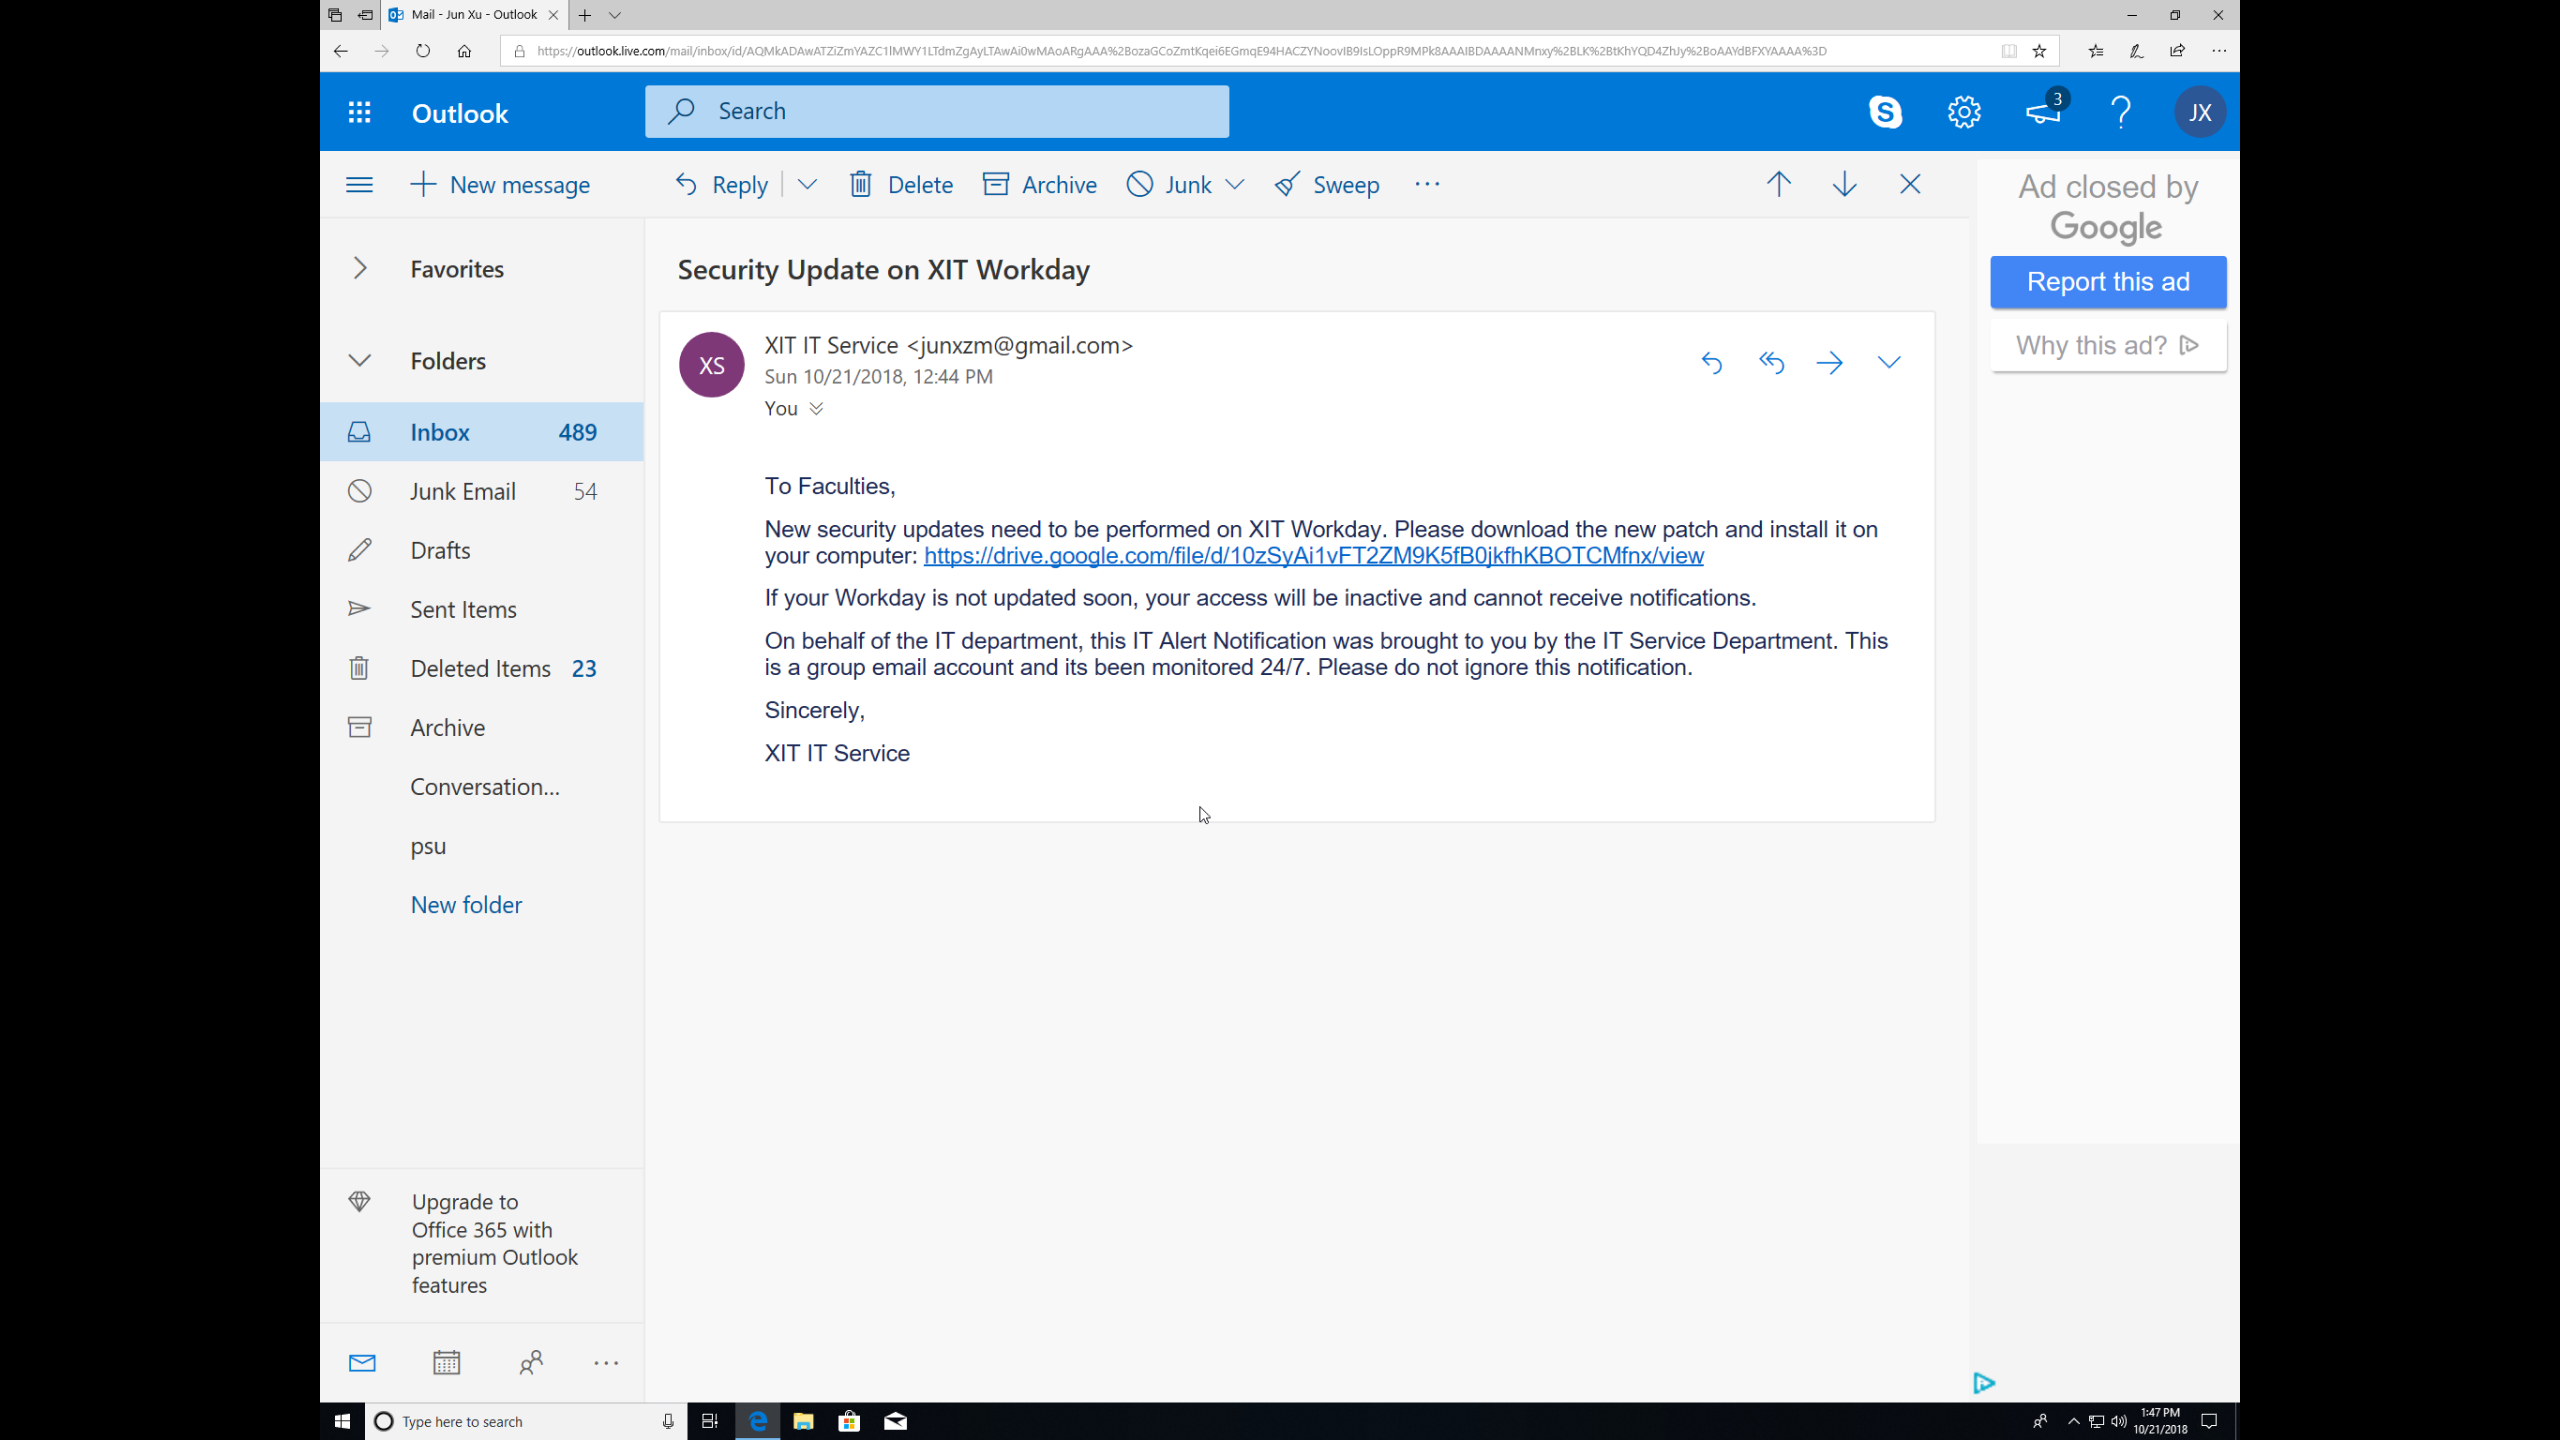 Mail - Jun Xu - Outlook
https://outlook.live.com/mail/inbox/id/AQMkADAwATZiZmYAZC1lMWY1LTdmZgAyLTAwAi0wMAoARgAAA%2BozaGCoZmtKqei6EGmqE94HACZYNoovIB9IsLOppR9MPk8AAAIBDAAAANMnxy%2BLK%2BtKhYQD4ZhJy%2BoAAYdBFXYAAAA%3D
Outlook
Search
3
JX
New message
Reply
Delete
Archive
Junk
Sweep
Ad closed by
Google
Report this ad
Why this ad?
Favorites
Folders
Inbox 489
Junk Email 54
Drafts
Sent Items
Deleted Items 23
Archive
Conversation...
psu
New folder
Security Update on XIT Workday
XS
XIT IT Service <junxzm@gmail.com>
Sun 10/21/2018, 12:44 PM
You
To Faculties,
New security updates need to be performed on XIT Workday. Please download the new patch and install it on
your computer: https://drive.google.com/file/d/10zSyAi1vFT2ZM9K5fB0jkfhKBOTCMfnx/view
If your Workday is not updated soon, your access will be inactive and cannot receive notifications.
On behalf of the IT department, this IT Alert Notification was brought to you by the IT Service Department. This
is a group email account and its been monitored 24/7. Please do not ignore this notification.
Sincerely,
XIT IT Service
Upgrade to
Office 365 with
premium Outlook
features
Type here to search
1:47 PM
10/21/2018